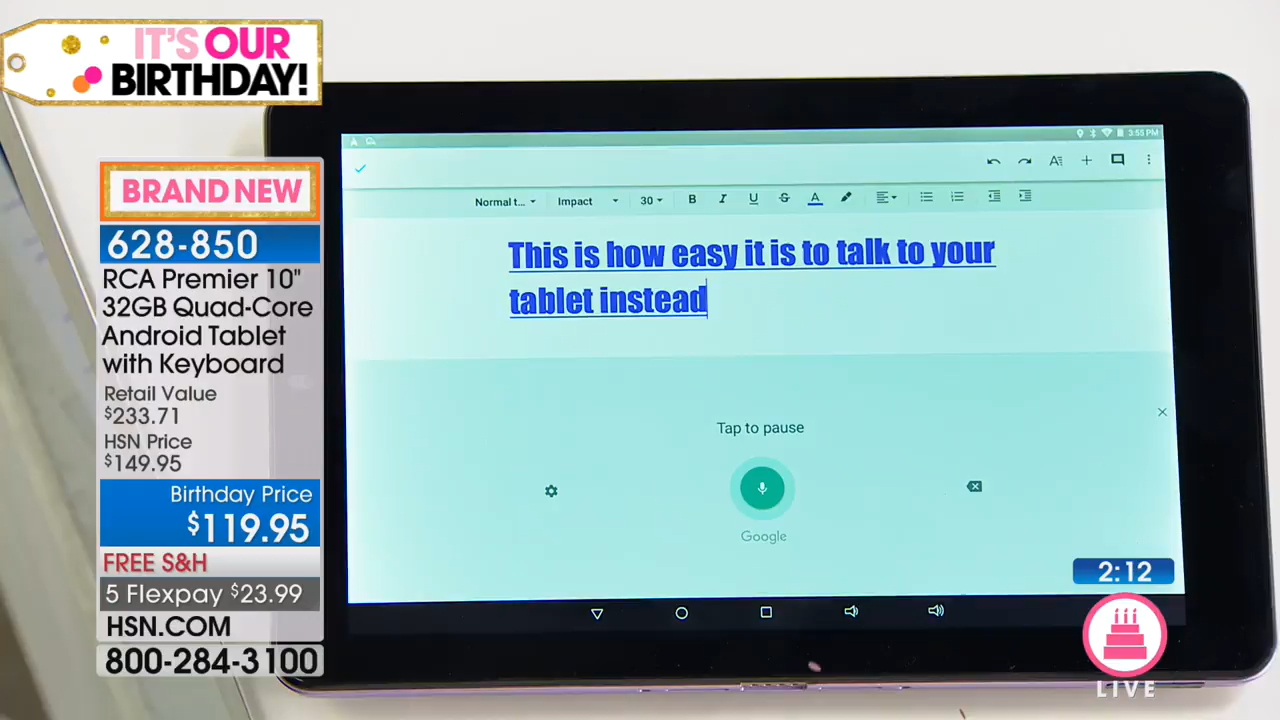 IT'S OUR
BIRTHDAY!
BRAND NEW
628-850
RCA Premier 10"
32GB Quad-Core
Android Tablet
with Keyboard
Retail Value
$233.71
HSN Price
$149.95
Birthday Price
$119.95
FREE S&H
5 Flexpay $23.99
HSN.COM
800-284-3100
3:55 PM
Normal t...
Impact
30
B I U S A
This is how easy it is to talk to your
tablet instead
Tap to pause
Google
2:12
LIVE